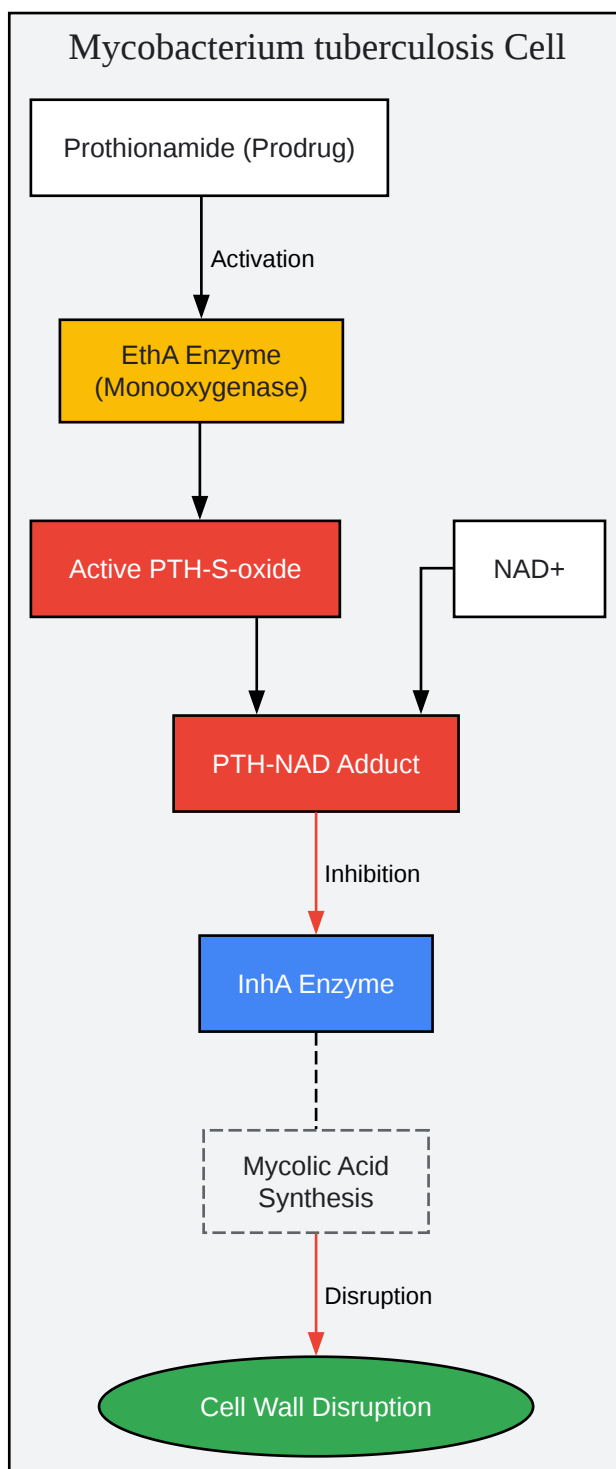 Mycobacterium tuberculosis Cell
Prothionamide (Prodrug)
Activation
EthA Enzyme
(Monooxygenase)
Active PTH-S-oxide
NAD+
PTH-NAD Adduct
Inhibition
InhA Enzyme
Mycolic Acid
Synthesis
Disruption
Cell Wall Disruption